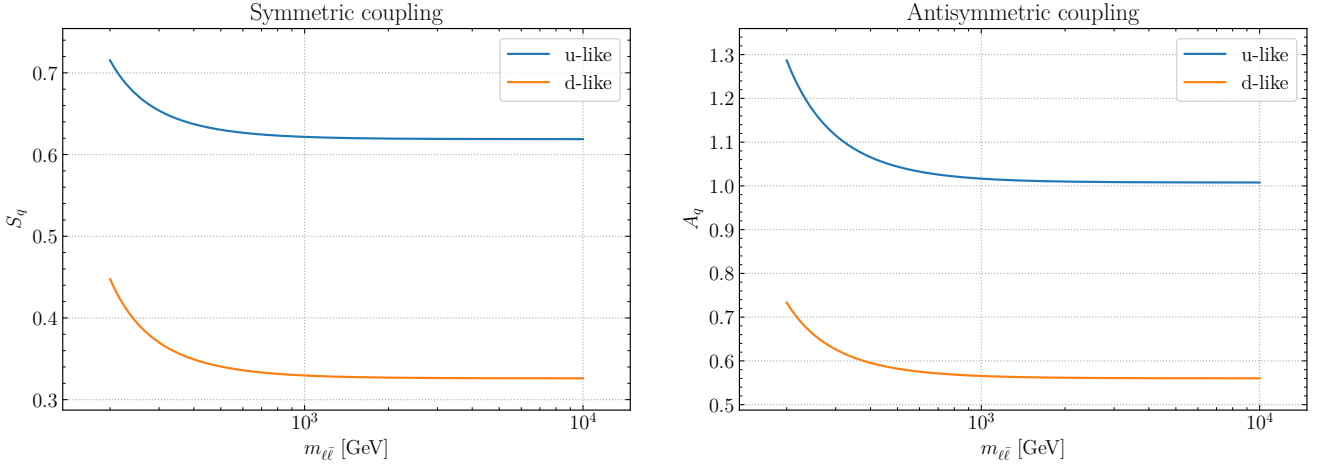 Symmetric coupling
u-like
d-like
0.7
0.6
0.5
0.4
0.3
S_q
10^3
10^4
m_{ℓℓ̄} [GeV]
Antisymmetric coupling
u-like
d-like
1.3
1.2
1.1
1.0
0.9
0.8
0.7
0.6
0.5
A_q
10^3
10^4
m_{ℓℓ̄} [GeV]